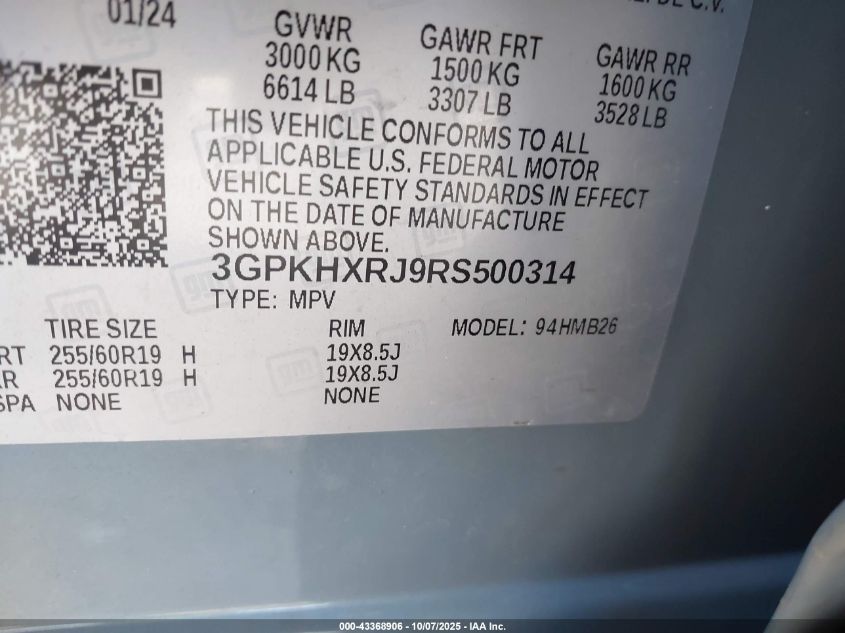 DE C.V.
01/24
GVWR GAWR FRT GAWR RR
3000 KG 1500 KG 1600 KG
6614 LB 3307 LB 3528 LB
THIS VEHICLE CONFORMS TO ALL
APPLICABLE U.S. FEDERAL MOTOR
VEHICLE SAFETY STANDARDS IN EFFECT
ON THE DATE OF MANUFACTURE
SHOWN ABOVE.
3GPKHXRJ9RS500314
TYPE: MPV
TIRE SIZE RIM MODEL: 94HMB26
RT 255/60R19 H 19X8.5J
R 255/60R19 H 19X8.5J
SPA NONE NONE
000-43368906 - 10/07/2025 - IAA Inc.